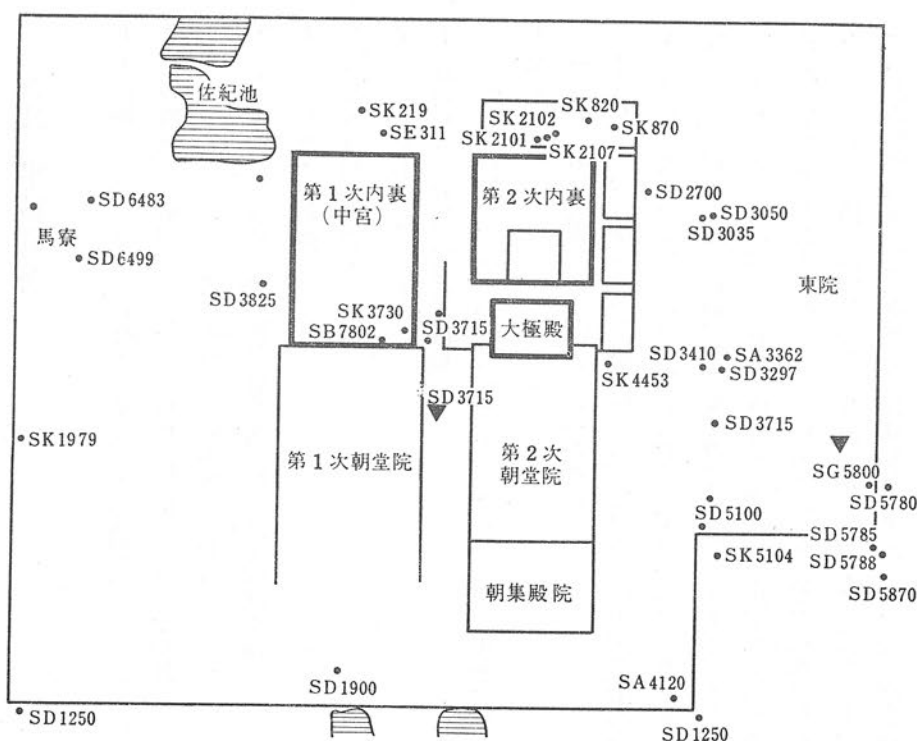 佐紀池
SK219
SE311
SK820
SK2102
SK870
SK2101
SK2107
第1次内裏
(中宮)
第2次内裏
SD2700
SD6483
SD3050
SD3035
馬寮
SD6499
東院
SD3825
SK3730
SB7802
SD3715
大極殿
SD3410
SA3362
SD3297
SK4453
SD3715
SD3715
SK1979
第1次朝堂院
第2次
朝堂院
SG5800
SD5780
SD5100
SD5785
SK5104
SD5788
SD5870
朝集殿院
SD1900
SA4120
SD1250
SD1250